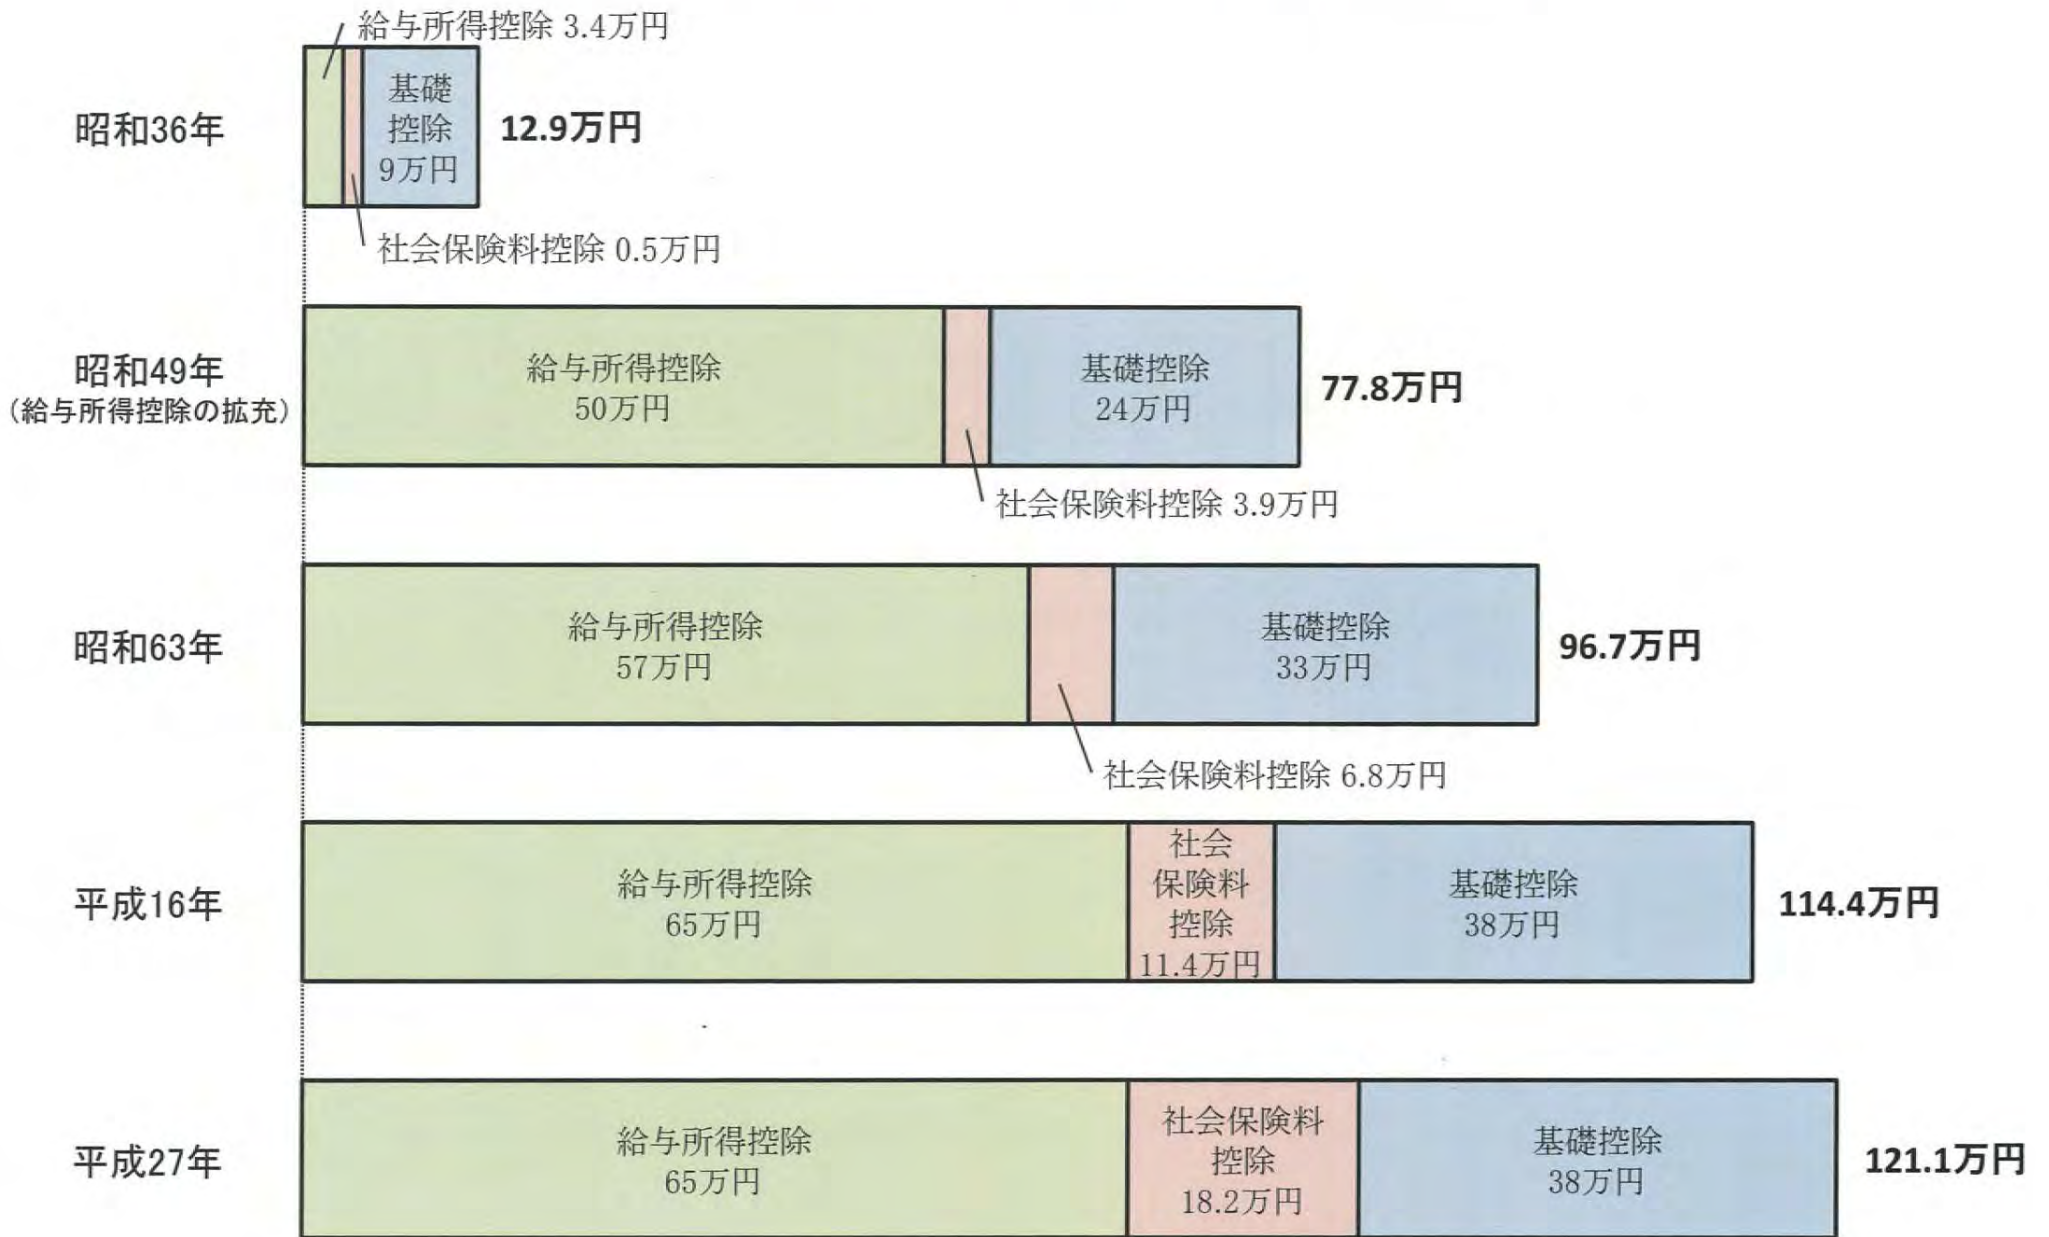 給与所得控除 3.4万円
昭和36年
基礎
控除
9万円
12.9万円
社会保険料控除 0.5万円
昭和49年
（給与所得控除の拡充）
給与所得控除
50万円
基礎控除
24万円
77.8万円
社会保険料控除 3.9万円
昭和63年
給与所得控除
57万円
基礎控除
33万円
96.7万円
社会保険料控除 6.8万円
平成16年
給与所得控除
65万円
社会
保険料
控除
11.4万円
基礎控除
38万円
114.4万円
平成27年
給与所得控除
65万円
社会保険料
控除
18.2万円
基礎控除
38万円
121.1万円